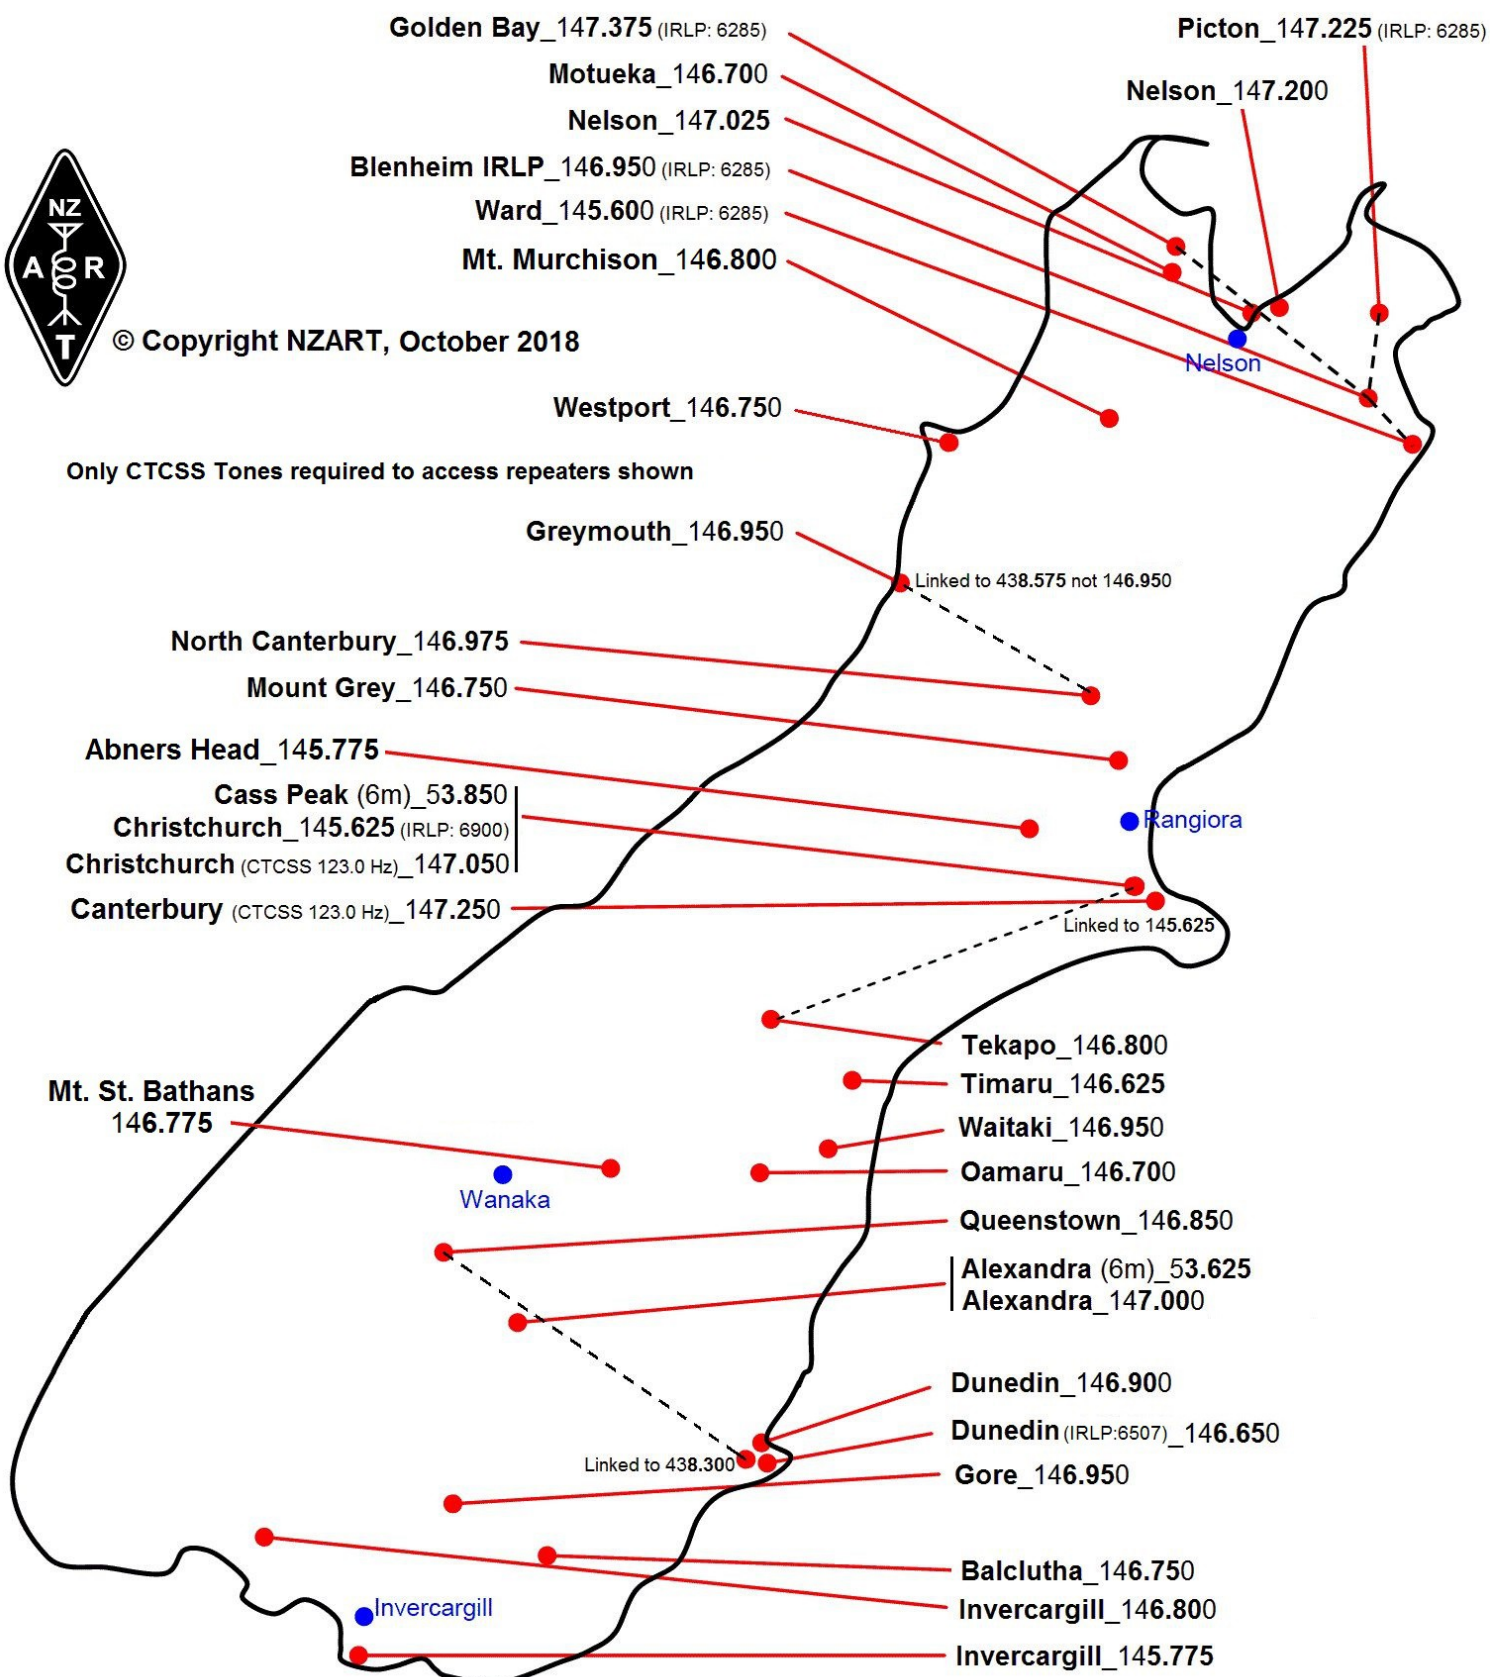 Golden Bay_147.375 (IRLP: 6285)
Picton_147.225 (IRLP: 6285)
Motueka_146.700
Nelson_147.200
Nelson_147.025
Blenheim IRLP_146.950 (IRLP: 6285)
Ward_145.600 (IRLP: 6285)
NZ
A R
T
Mt. Murchison_146.800
© Copyright NZART, October 2018
Nelson
Westport_146.750
Only CTCSS Tones required to access repeaters shown
Greymouth_146.950
Linked to 438.575 not 146.950
North Canterbury_146.975
Mount Grey_146.750
Abners Head_145.775
Cass Peak (6m)_53.850
Christchurch_145.625 (IRLP: 6900)
Rangiora
Christchurch (CTCSS 123.0 Hz)_147.050
Canterbury (CTCSS 123.0 Hz)_147.250
Linked to 145.625
Tekapo_146.800
Timaru_146.625
Mt. St. Bathans
146.775
Waitaki_146.950
Oamaru_146.700
Wanaka
Queenstown_146.850
Alexandra (6m)_53.625
Alexandra_147.000
Dunedin_146.900
Dunedin (IRLP:6507)_146.650
Linked to 438.300
Gore_146.950
Balclutha_146.750
Invercargill
Invercargill_146.800
Invercargill_145.775